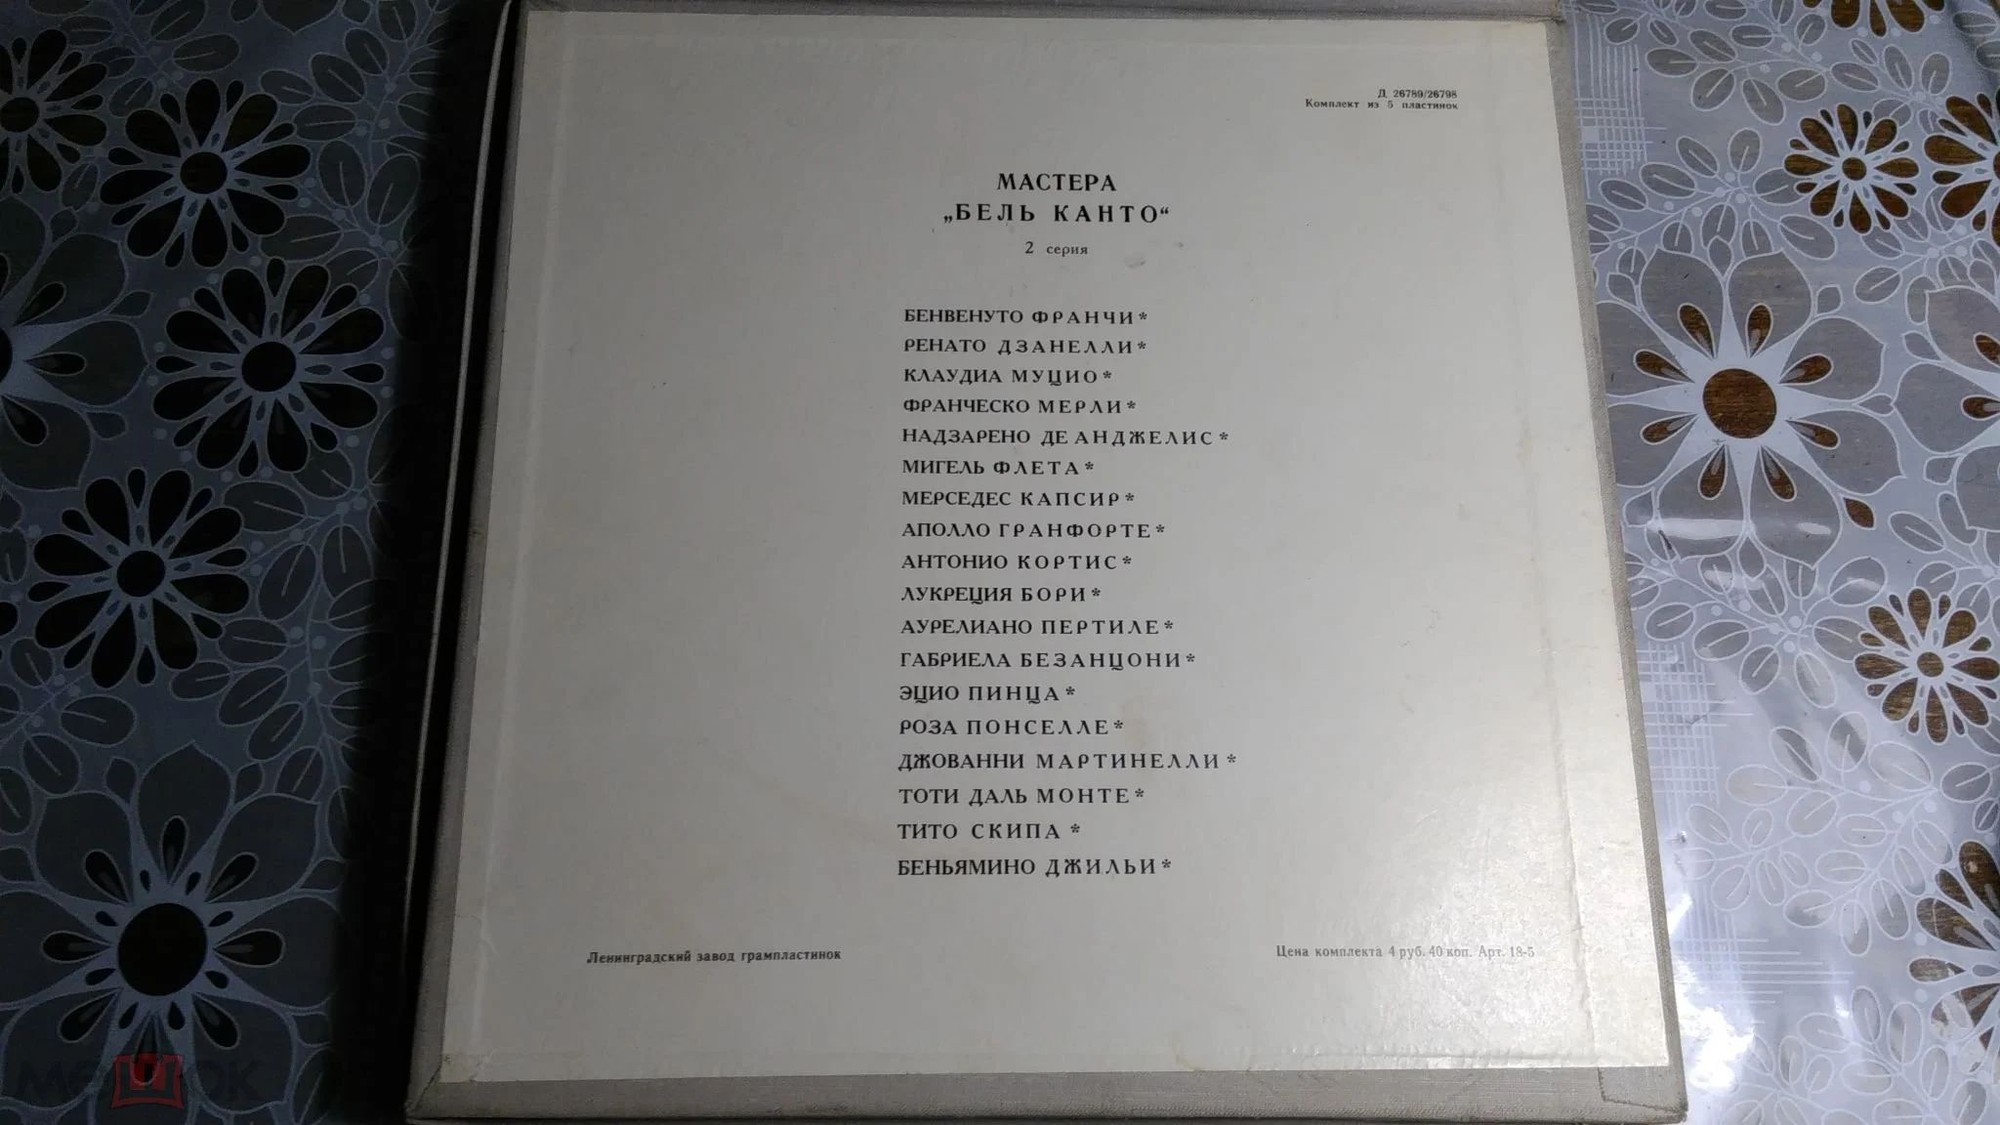 Д 26789/26798
Комплект из 5 пластинок
МАСТЕРА
„БЕЛЬ КАНТО“
2 серия
БЕНВЕНУТО ФРАНЧИ*
РЕНАТО ДЗАНЕЛЛИ*
КЛАУДИА МУЦИО*
ФРАНЧЕСКО МЕРЛИ*
НАДЗАРЕНО ДЕ АНДЖЕЛИС*
МИГЕЛЬ ФЛЕТА*
МЕРСЕДЕС КАПСИР*
АПОЛЛО ГРАНФОРТЕ*
АНТОНИО КОРТИС*
ЛУКРЕЦИЯ БОРИ*
АУРЕЛИАНО ПЕРТИЛЕ*
ГАБРИЕЛА БЕЗАНЦОНИ*
ЭЦИО ПИНЦА*
РОЗА ПОНСЕЛЛЕ*
ДЖОВАННИ МАРТИНЕЛЛИ*
ТОТИ ДАЛЬ МОНТЕ*
ТИТО СКИПА*
БЕНЬЯМИНО ДЖИЛЬИ*
Ленинградский завод грампластинок
Цена комплекта 4 руб. 40 коп. Арт. 18-5